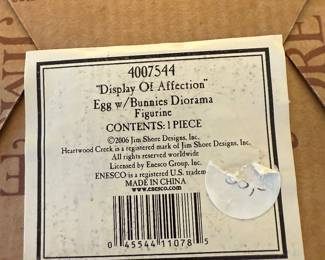 4007544
"Display Of Affection"
Egg w/Bunnies Diorama
Figurine
CONTENTS: 1 PIECE
©2006 Jim Shore Designs, Inc.
Heartwood Creek is a registered mark of Jim Shore Designs, Inc.
All rights reserved worldwide
Licensed by Enesco Group, Inc.
ENESCO® registered U.S. trade
MADE IN CHINA
www.enesco.com
0 45544 11078 5